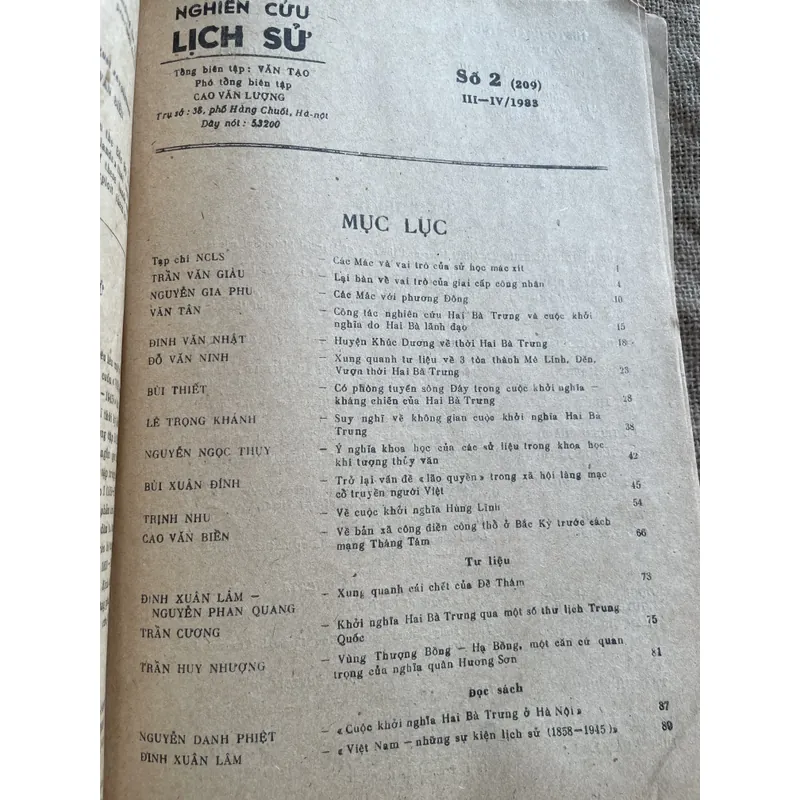 NGHIÊN CỨU
LỊCH SỬ
Tổng biên tập: VĂN TẠO
Phó tổng biên tập
CAO VĂN LƯỢNG
Trụ sở: 38, phố Hàng Chuối, Hà-nội
Dây nói: 53200
Số 2 (209)
III—IV/1983
MỤC LỤC
Tạp chí NCLS — Các Mác và vai trò của sử học mác xít 1
TRẦN VĂN GIÀU — Lại bàn về vai trò của giai cấp công nhân 4
NGUYỄN GIA PHU — Các Mác với phương Đông 10
VĂN TÂN — Công tác nghiên cứu Hai Bà Trưng và cuộc khởi
nghĩa do Hai Bà lãnh đạo 15
ĐINH VĂN NHẬT — Huyện Khúc Dương về thời Hai Bà Trưng 18
ĐỖ VĂN NINH — Xung quanh tư liệu về 3 tòa thành Mê Linh, Dền,
Vượn thời Hai Bà Trưng 23
BÙI THIẾT — Có phòng tuyến sông Đáy trong cuộc khởi nghĩa —
kháng chiến của Hai Bà Trưng 28
LÊ TRỌNG KHÁNH — Suy nghĩ về không gian cuộc khởi nghĩa Hai Bà
Trưng 38
NGUYỄN NGỌC THỤY — Ý nghĩa khoa học của các sử liệu trong khoa học
khí tượng thủy văn 42
BÙI XUÂN ĐÍNH — Trở lại vấn đề «lão quyền» trong xã hội làng mạc
cổ truyền người Việt 45
TRỊNH NHU — Về cuộc khởi nghĩa Hùng Lĩnh 54
CAO VĂN BIỀN — Về bản xã công điền công thổ ở Bắc Kỳ trước cách
mạng Tháng Tám 66
Tư liệu
ĐINH XUÂN LÂM — — Xung quanh cái chết của Đề Thám 73
NGUYỄN PHAN QUANG
TRẦN CƯƠNG — Khởi nghĩa Hai Bà Trưng qua một số thư tịch Trung
Quốc 75
TRẦN HUY NHƯỢNG — Vùng Thượng Bồng — Hạ Bồng, một căn cứ quan
trọng của nghĩa quân Hương Sơn 81
Đọc sách
NGUYỄN DANH PHIỆT — «Cuộc khởi nghĩa Hai Bà Trưng ở Hà Nội» 87
ĐINH XUÂN LÂM — «Việt Nam — những sự kiện lịch sử (1858—1945)» 89